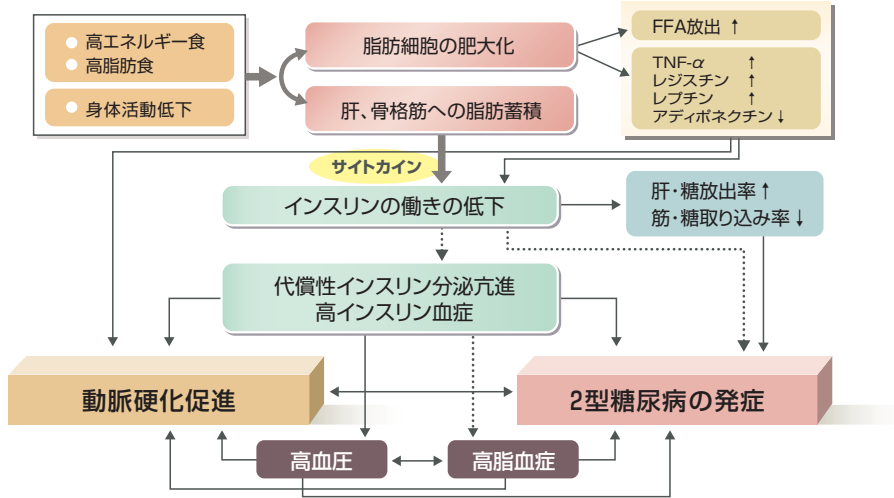 高エネルギー食
高脂肪食
身体活動低下
脂肪細胞の肥大化
肝、骨格筋への脂肪蓄積
FFA放出 ↑
TNF-α ↑
レジスチン ↑
レプチン ↑
アディポネクチン↓
サイトカイン
インスリンの働きの低下
肝・糖放出率↑
筋・糖取り込み率↓
代償性インスリン分泌亢進
高インスリン血症
動脈硬化促進
2型糖尿病の発症
高血圧
高脂血症